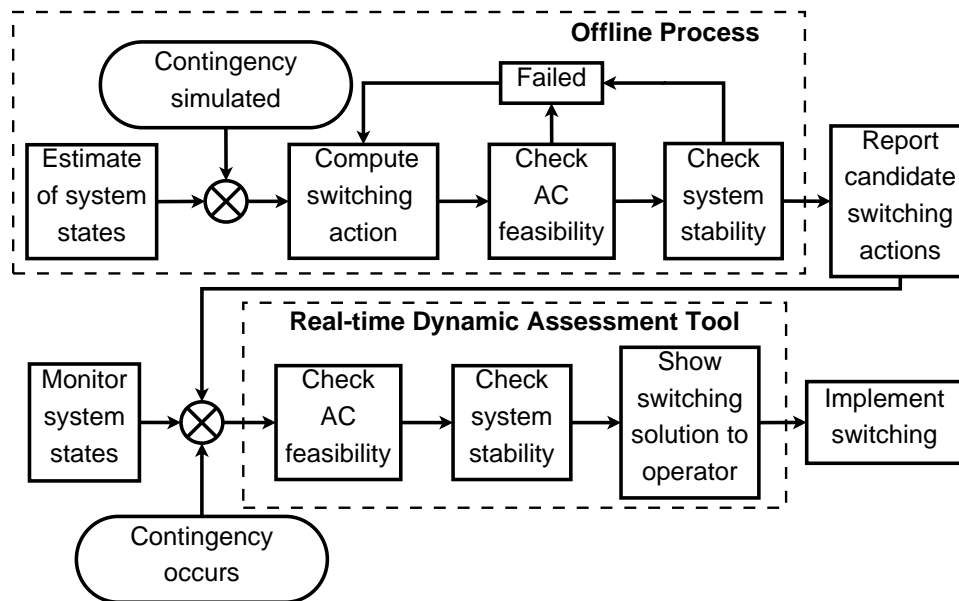 Offline Process
Contingency
simulated
Failed
Estimate
of system
states
Compute
switching
action
Check
AC
feasibility
Check
system
stability
Report
candidate
switching
actions
Real-time Dynamic Assessment Tool
Monitor
system
states
Check
AC
feasibility
Check
system
stability
Show
switching
solution to
operator
Implement
switching
Contingency
occurs